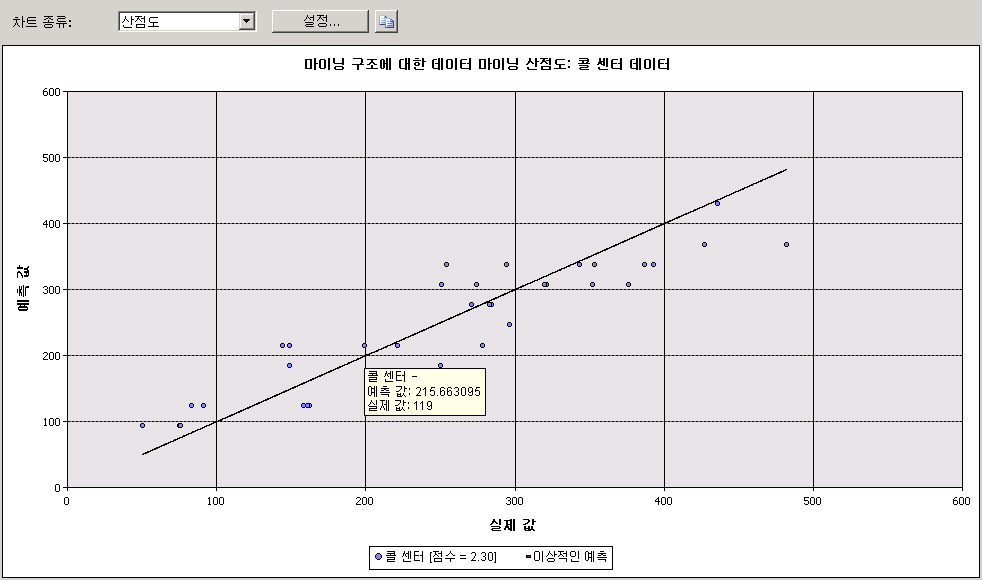 차트 종류: 산점도 설정...
마이닝 구조에 대한 데이터 마이닝 산점도: 콜 센터 데이터
600
500
400
300
200
100
0
예측 값
콜 센터 -
예측 값: 215.663095
실제 값: 119
0 100 200 300 400 500 600
실제 값
콜 센터 [점수 = 2.30] 이상적인 예측